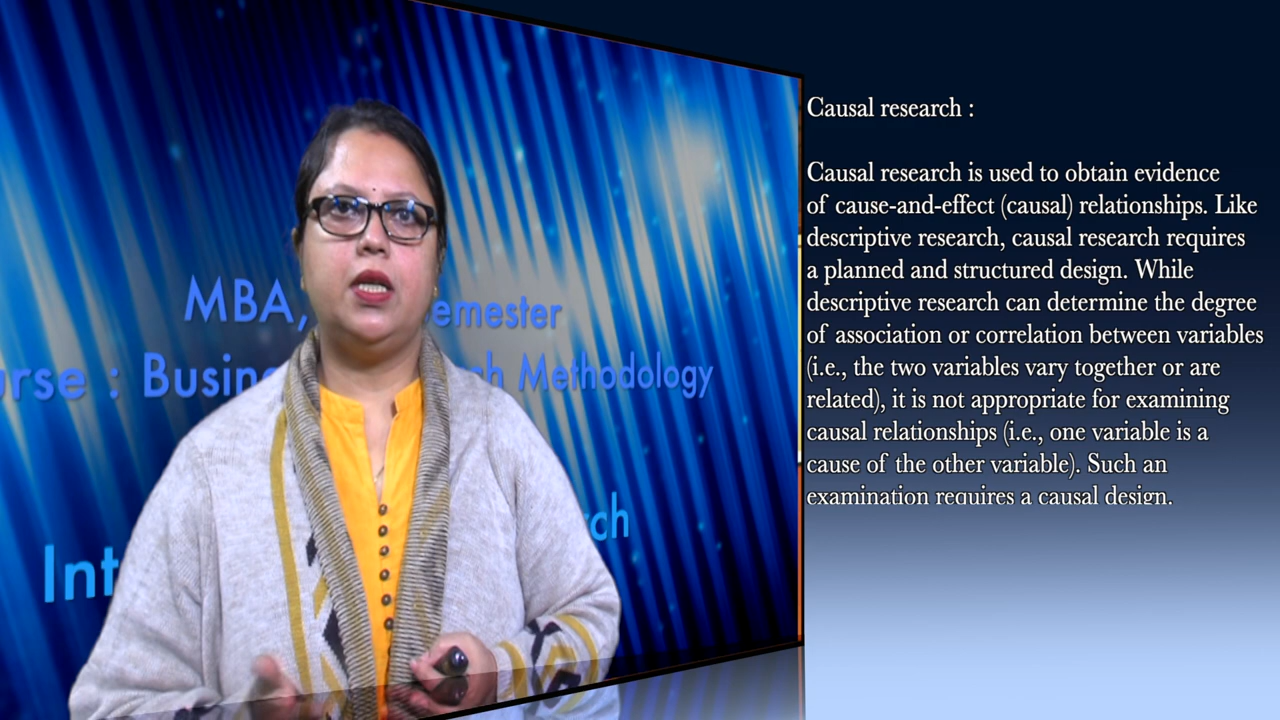 MBA, emester
urse : Busin ch Methodology
Int rch
Causal research :
Causal research is used to obtain evidence
of cause-and-effect (causal) relationships. Like
descriptive research, causal research requires
a planned and structured design. While
descriptive research can determine the degree
of association or correlation between variables
(i.e., the two variables vary together or are
related), it is not appropriate for examining
causal relationships (i.e., one variable is a
cause of the other variable). Such an
examination requires a causal design.